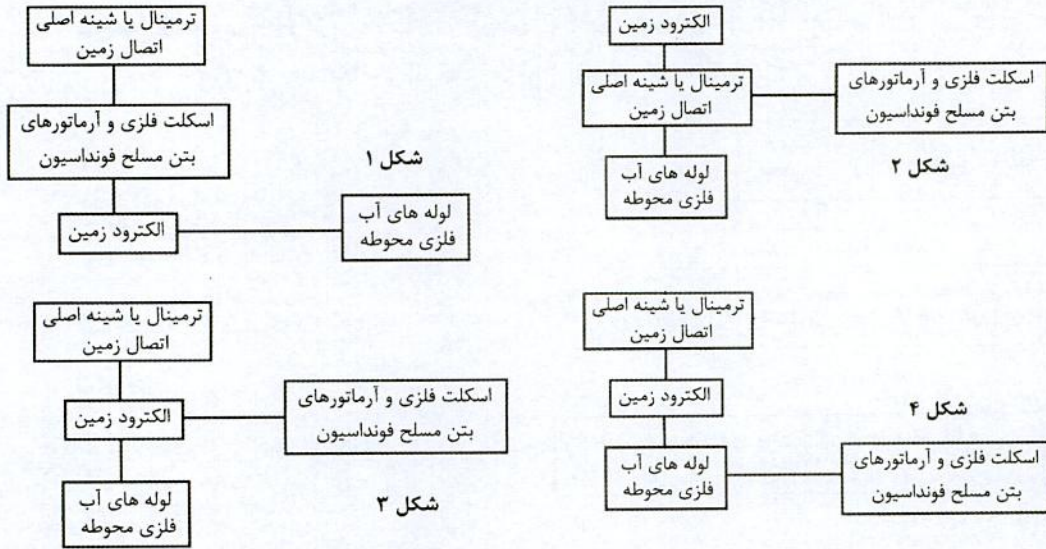 ترمینال یا شینه اصلی
اتصال زمین
اسکلت فلزی و آرماتورهای
بتن مسلح فونداسیون
شکل ۱
الکترود زمین
لوله های آب
فلزی محوطه
الکترود زمین
ترمینال یا شینه اصلی
اتصال زمین
اسکلت فلزی و آرماتورهای
بتن مسلح فونداسیون
شکل ۲
لوله های آب
فلزی محوطه
ترمینال یا شینه اصلی
اتصال زمین
الکترود زمین
اسکلت فلزی و آرماتورهای
بتن مسلح فونداسیون
لوله های آب
فلزی محوطه
شکل ۳
ترمینال یا شینه اصلی
اتصال زمین
الکترود زمین
شکل ۴
لوله های آب
فلزی محوطه
اسکلت فلزی و آرماتورهای
بتن مسلح فونداسیون